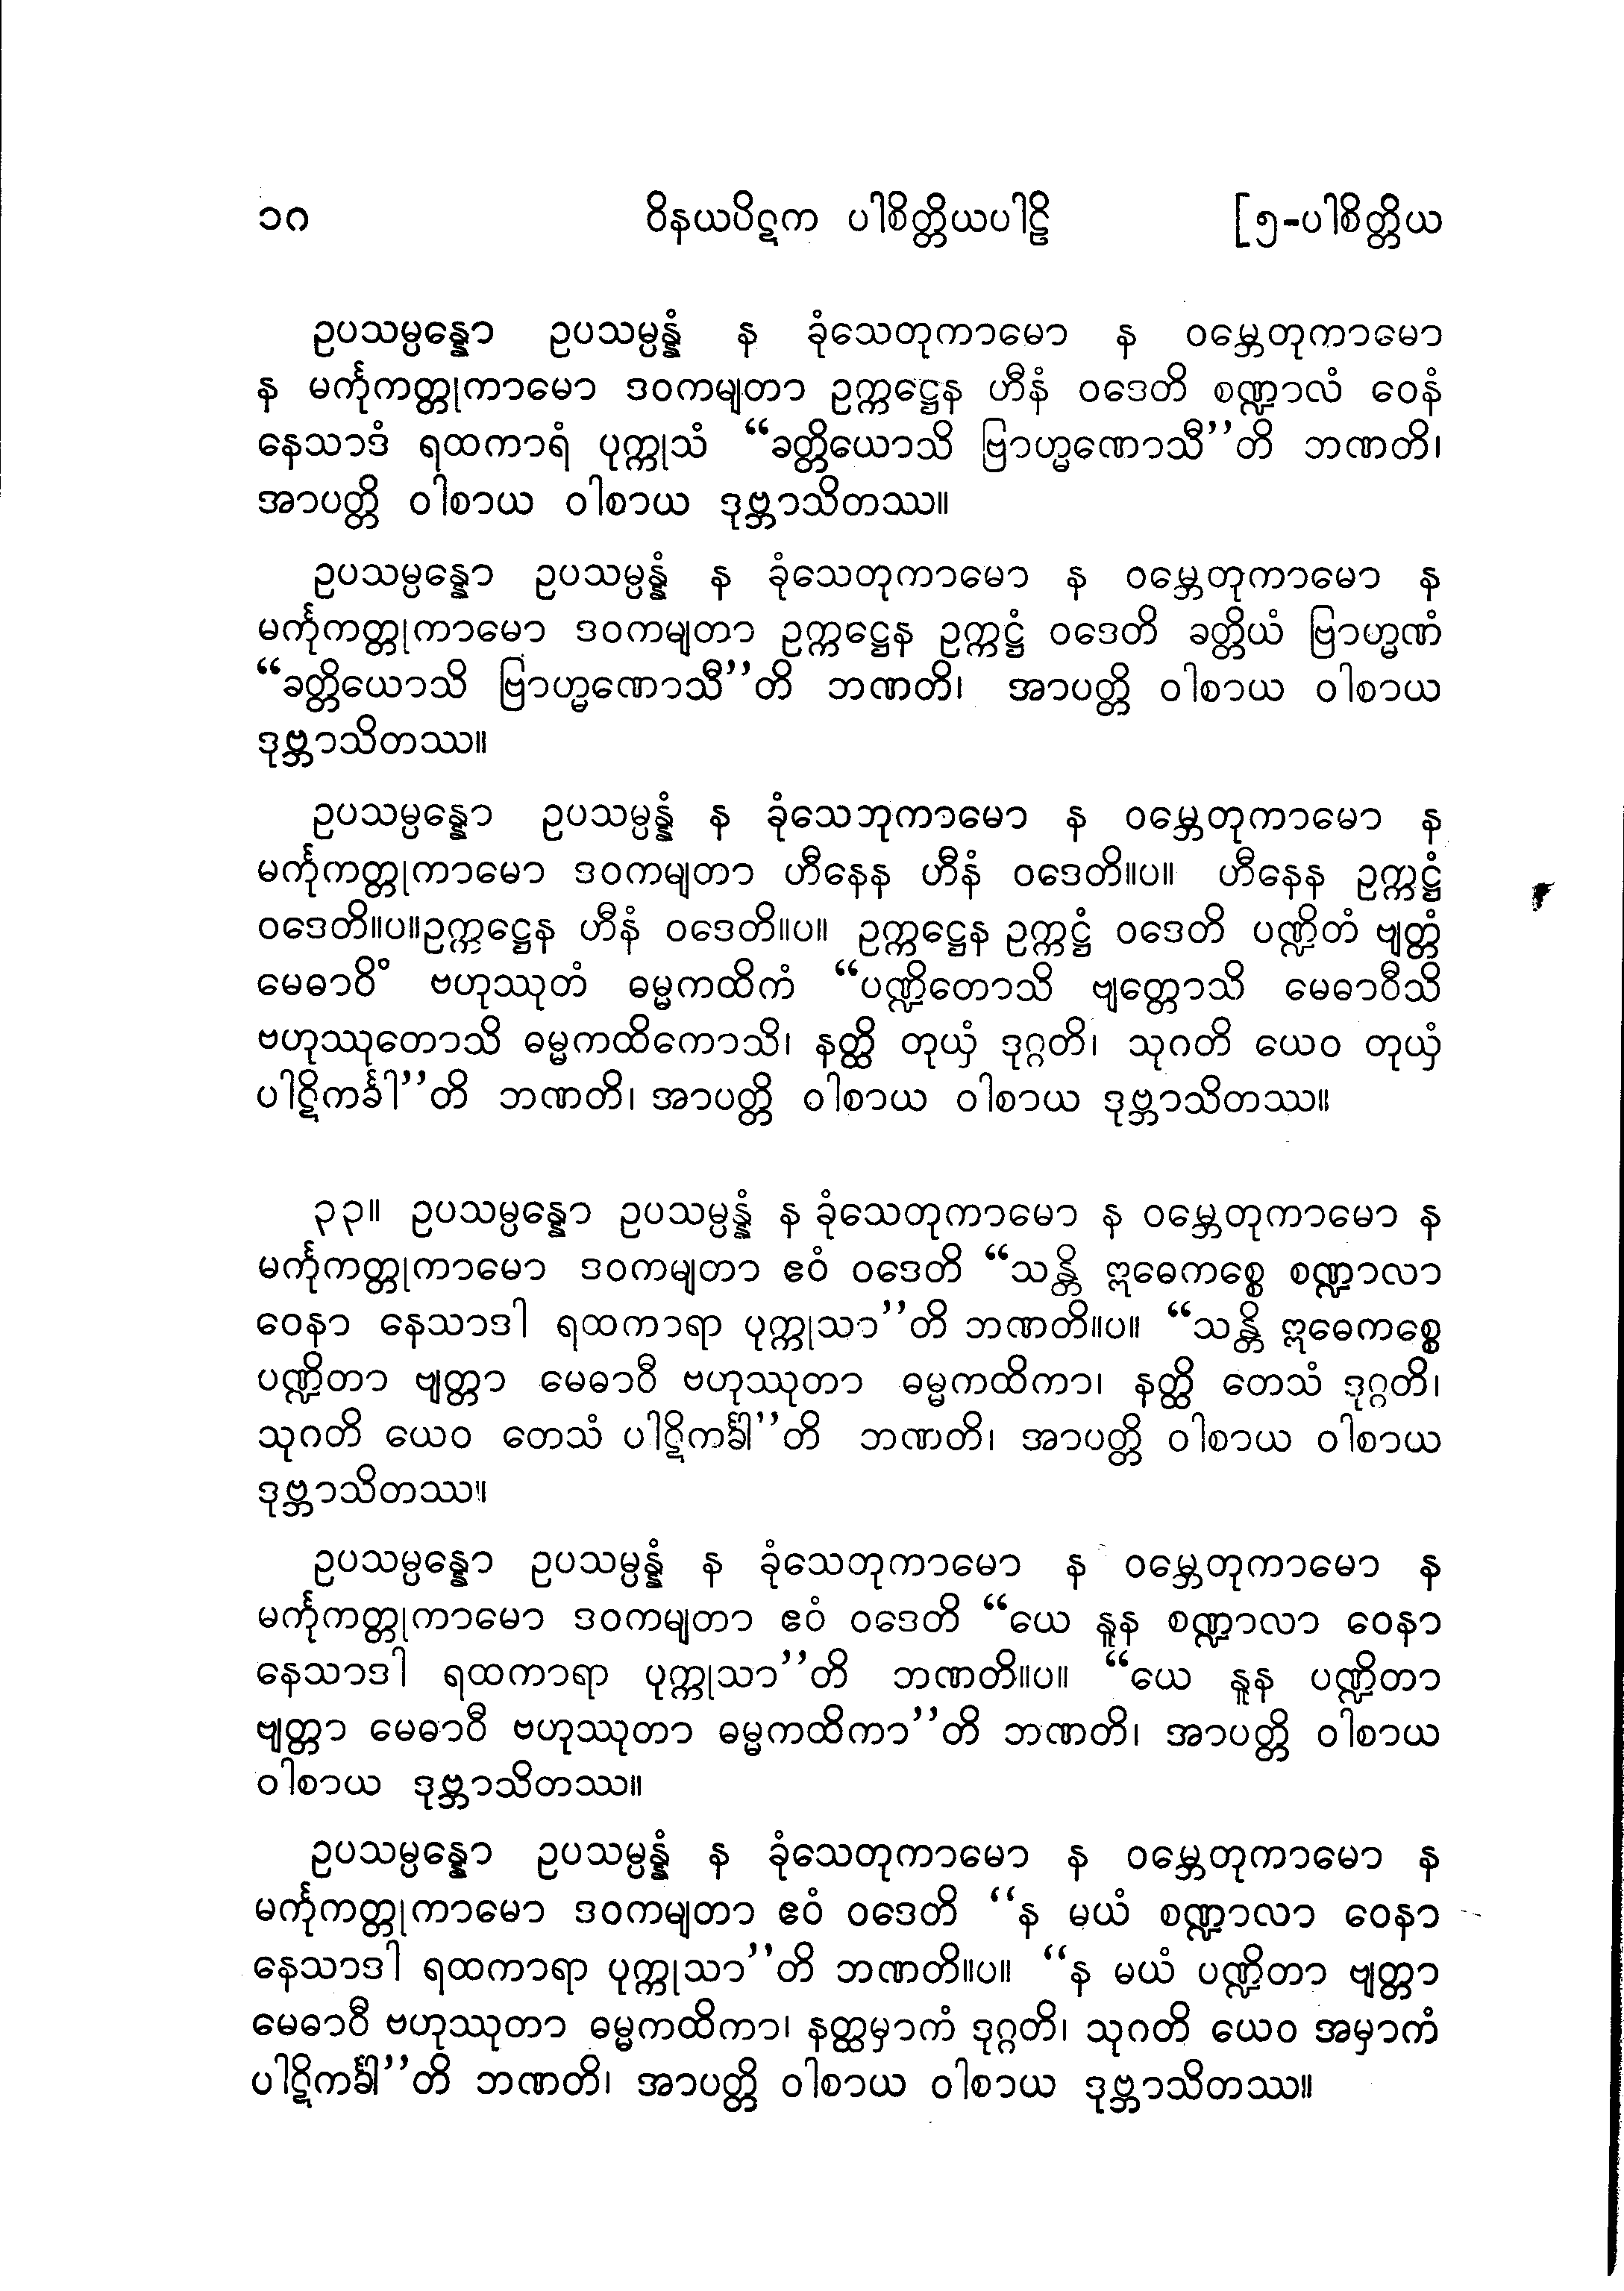 ၁ဂ ဝိနယပိဋက ပါစိတ္တိယပါဠိ [၅-ပါစိတ္တိယ
ဥပသမ္ပန္နော ဥပသမ္ပန္နံ န ခုံသေတုကာမော န ဝမ္ဘေတုကာမော
န မင်္ကုကတ္တုကာမော ဒဝကမျတာ ဥက္ကဋ္ဌေန ဟီနံ ဝဒေတိ စဏ္ဍာလံ ဝေနံ
နေသာဒံ ရထကာရံ ပုက္ကုသံ “ခတ္တိယောသိ ဗြာဟ္မဏောသီ”တိ ဘဏတိ၊
အာပတ္တိ ဝါစာယ ဝါစာယ ဒုဗ္ဘာသိတဿ။
ဥပသမ္ပန္နော ဥပသမ္ပန္နံ န ခုံသေတုကာမော န ဝမ္ဘေတုကာမော န
မင်္ကုကတ္တုကာမော ဒဝကမျတာ ဥက္ကဋ္ဌေန ဥက္ကဋ္ဌံ ဝဒေတိ ခတ္တိယံ ဗြာဟ္မဏံ
“ခတ္တိယောသိ ဗြာဟ္မဏောသီ”တိ ဘဏတိ၊ အာပတ္တိ ဝါစာယ ဝါစာယ
ဒုဗ္ဘာသိတဿ။
ဥပသမ္ပန္နော ဥပသမ္ပန္နံ န ခုံသေဘုကာမော န ဝမ္ဘေတုကာမော န
မင်္ကုကတ္တုကာမော ဒဝကမျတာ ဟီနေန ဟီနံ ဝဒေတိ။ပ။ ဟီနေန ဥက္ကဋ္ဌံ
ဝဒေတိ။ပ။ဥက္ကဋ္ဌေန ဟီနံ ဝဒေတိ။ပ။ ဥက္ကဋ္ဌေန ဥက္ကဋ္ဌံ ဝဒေတိ ပဏ္ဍိတံ ဗျတ္တံ
မေဓာဝိံ ဗဟုဿုတံ ဓမ္မကထိကံ “ပဏ္ဍိတောသိ ဗျတ္တောသိ မေဓာဝီသိ
ဗဟုဿုတောသိ ဓမ္မကထိကောသိ၊ နတ္ထိ တုယှံ ဒုဂ္ဂတိ၊ သုဂတိ ယေဝ တုယှံ
ပါဋိကင်္ခါ”တိ ဘဏတိ၊ အာပတ္တိ ဝါစာယ ဝါစာယ ဒုဗ္ဘာသိတဿ။
၃၃။ ဥပသမ္ပန္နော ဥပသမ္ပန္နံ န ခုံသေတုကာမော န ဝမ္ဘေတုကာမော န
မင်္ကုကတ္တုကာမော ဒဝကမျတာ ဧဝံ ဝဒေတိ “သန္တိ ဣဓေကစ္စေ စဏ္ဍာလာ
ဝေနာ နေသာဒါ ရထကာရာ ပုက္ကုသာ”တိ ဘဏတိ။ပ။ “သန္တိ ဣဓေကစ္စေ
ပဏ္ဍိတာ ဗျတ္တာ မေဓာဝီ ဗဟုဿုတာ ဓမ္မကထိကာ၊ နတ္ထိ တေသံ ဒုဂ္ဂတိ၊
သုဂတိ ယေဝ တေသံ ပါဋိကင်္ခါ”တိ ဘဏတိ၊ အာပတ္တိ ဝါစာယ ဝါစာယ
ဒုဗ္ဘာသိတဿ။
ဥပသမ္ပန္နော ဥပသမ္ပန္နံ န ခုံသေတုကာမော န ဝမ္ဘေတုကာမော န
မင်္ကုကတ္တုကာမော ဒဝကမျတာ ဧဝံ ဝဒေတိ “ယေ နူန စဏ္ဍာလာ ဝေနာ
နေသာဒါ ရထကာရာ ပုက္ကုသာ”တိ ဘဏတိ။ပ။ “ယေ နူန ပဏ္ဍိတာ
ဗျတ္တာ မေဓာဝီ ဗဟုဿုတာ ဓမ္မကထိကာ”တိ ဘဏတိ၊ အာပတ္တိ ဝါစာယ
ဝါစာယ ဒုဗ္ဘာသိတဿ။
ဥပသမ္ပန္နော ဥပသမ္ပန္နံ န ခုံသေတုကာမော န ဝမ္ဘေတုကာမော န
မင်္ကုကတ္တုကာမော ဒဝကမျတာ ဧဝံ ဝဒေတိ “န မယံ စဏ္ဍာလာ ဝေနာ
နေသာဒါ ရထကာရာ ပုက္ကုသာ”တိ ဘဏတိ။ပ။ “န မယံ ပဏ္ဍိတာ ဗျတ္တာ
မေဓာဝီ ဗဟုဿုတာ ဓမ္မကထိကာ၊ နတ္ထမှာကံ ဒုဂ္ဂတိ၊ သုဂတိ ယေဝ အမှာကံ
ပါဋိကင်္ခါ”တိ ဘဏတိ၊ အာပတ္တိ ဝါစာယ ဝါစာယ ဒုဗ္ဘာသိတဿ။